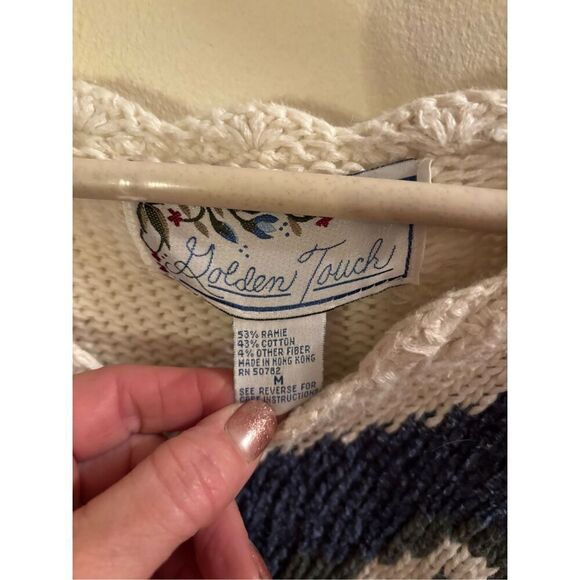 Golden Touch
53% RAMIE
43% COTTON
4% OTHER FIBER
MADE IN HONG KONG
RN 50782
M
SEE REVERSE FOR
CARE INSTRUCTIONS